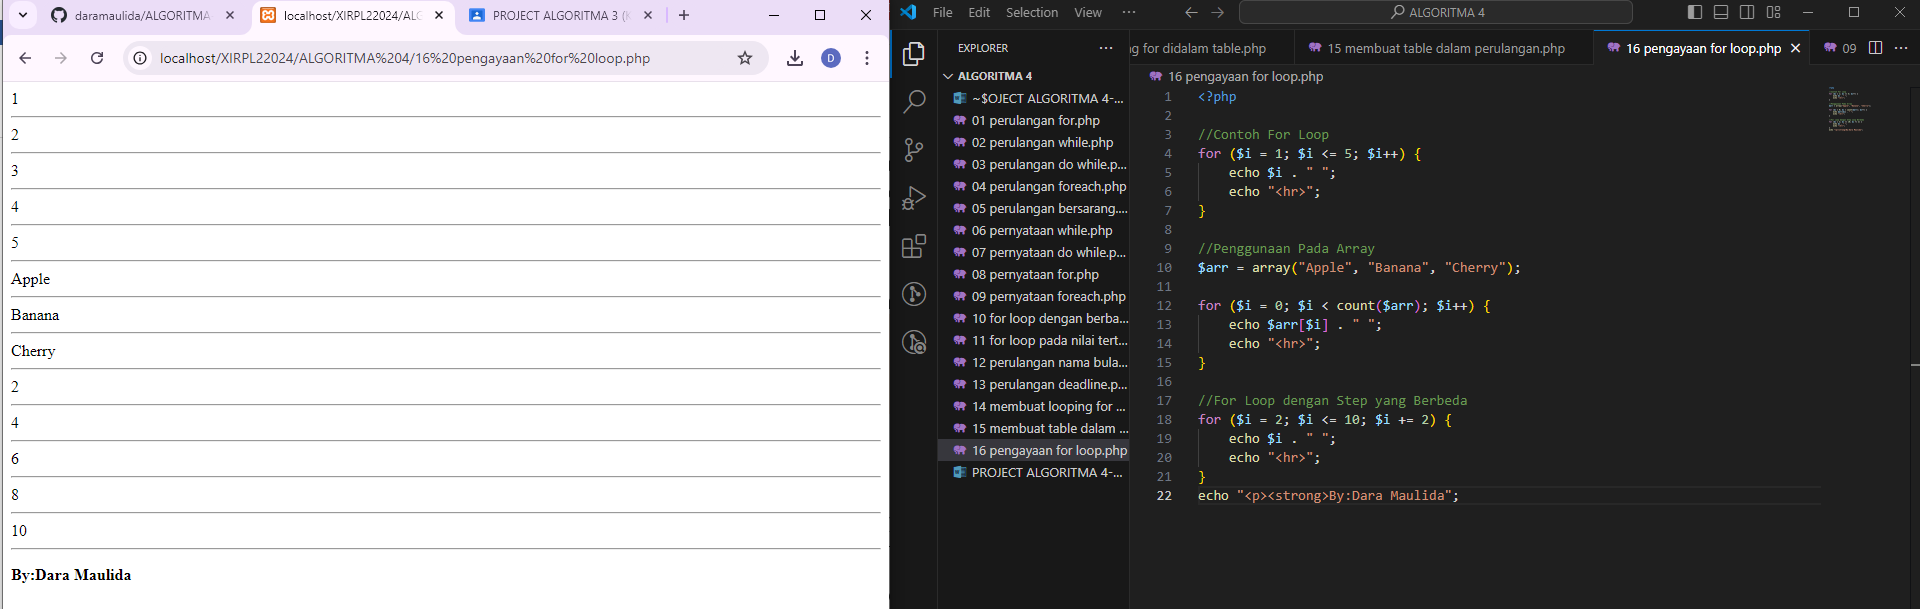 daramaulida/ALGORITMA
localhost/XIRPL22024/ALG
PROJECT ALGORITMA 3 (
localhost/XIRPL22024/ALGORITMA%204/16%20pengayaan%20for%20loop.php
D
1
2
3
4
5
Apple
Banana
Cherry
2
4
6
8
10
By:Dara Maulida
File Edit Selection View ···
ALGORITMA 4
EXPLORER ···
ALGORITMA 4
~$OJECT ALGORITMA 4-...
01 perulangan for.php
02 perulangan while.php
03 perulangan do while.p...
04 perulangan foreach.php
05 perulangan bersarang....
06 pernyataan while.php
07 pernyataan do while.p...
08 pernyataan for.php
09 pernyataan foreach.php
10 for loop dengan berba...
11 for loop pada nilai tert...
12 perulangan nama bula...
13 perulangan deadline.p...
14 membuat looping for ...
15 membuat table dalam ...
16 pengayaan for loop.php
PROJECT ALGORITMA 4-...
g for didalam table.php
15 membuat table dalam perulangan.php
16 pengayaan for loop.php
09
···
16 pengayaan for loop.php
1 <?php
2
3 //Contoh For Loop
4 for ($i = 1; $i <= 5; $i++) {
5 echo $i . " ";
6 echo "<hr>";
7 }
8
9 //Penggunaan Pada Array
10 $arr = array("Apple", "Banana", "Cherry");
11
12 for ($i = 0; $i < count($arr); $i++) {
13 echo $arr[$i] . " ";
14 echo "<hr>";
15 }
16
17 //For Loop dengan Step yang Berbeda
18 for ($i = 2; $i <= 10; $i += 2) {
19 echo $i . " ";
20 echo "<hr>";
21 }
22 echo "<p><strong>By:Dara Maulida";